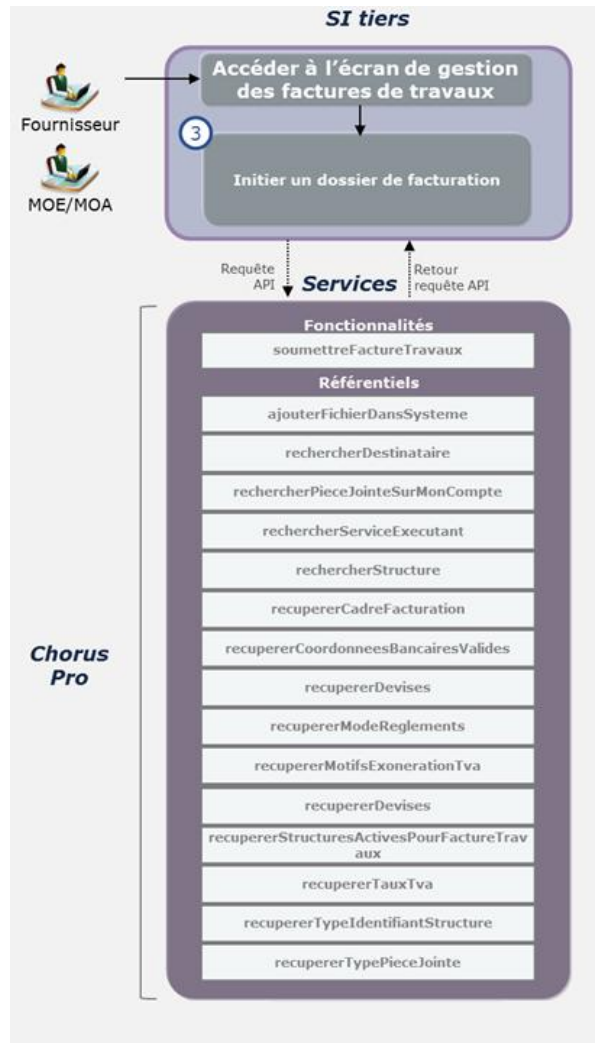 SI tiers
Accéder à l'écran de gestion
des factures de travaux
Fournisseur
3
Initier un dossier de facturation
MOE/MOA
Requête
API
Services
Retour
requête API
Fonctionnalités
soumettreFactureTravaux
Référentiels
ajouterFichierDansSysteme
rechercherDestinataire
rechercherPieceJointeSurMonCompte
rechercherServiceExecutant
rechercherStructure
recupererCadreFacturation
recupererCoordonneesBancairesValides
recupererDevises
recupererModeReglements
recupererMotifsExonerationTva
recupererDevises
recupererStructuresActivesPourFactureTrav
aux
recupererTauxTva
recupererTypeIdentifiantStructure
recupererTypePieceJointe
Chorus
Pro